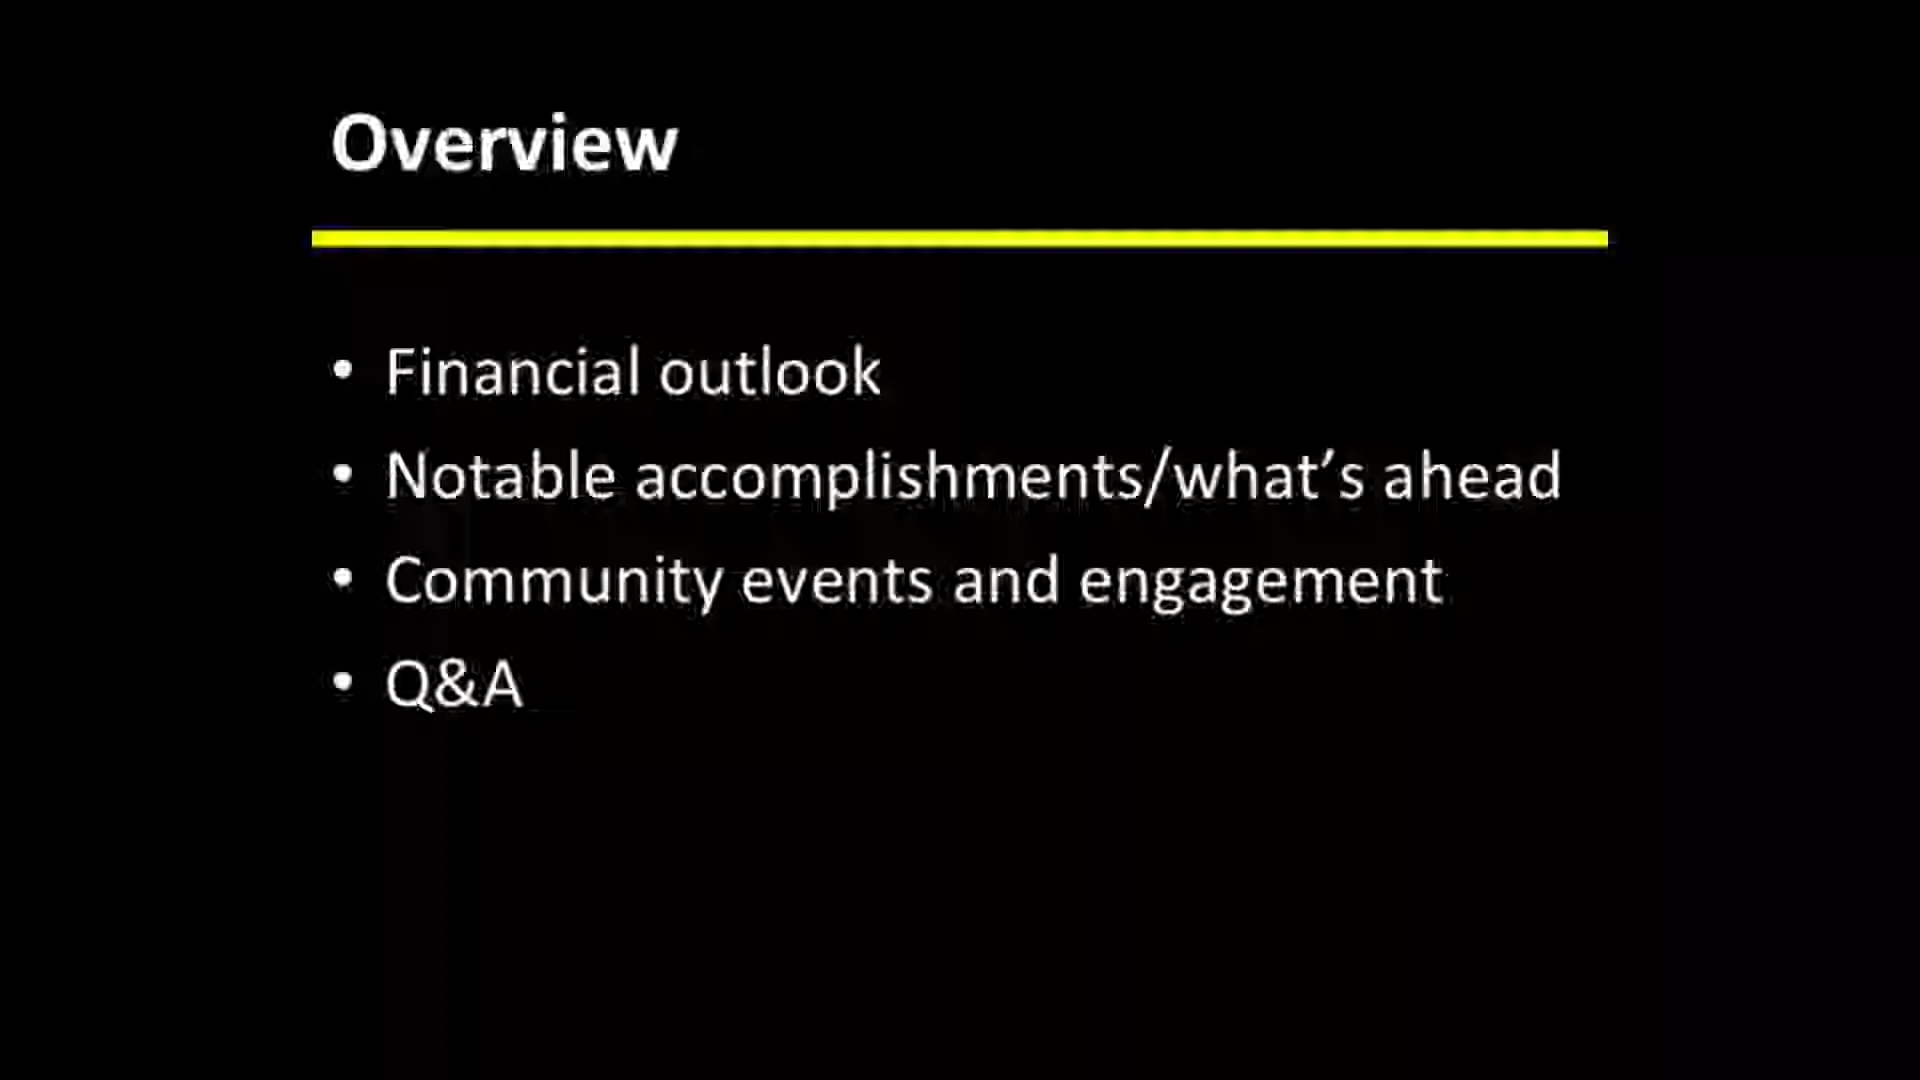 Overview
• Financial outlook
• Notable accomplishments/what’s ahead
• Community events and engagement
• Q&A